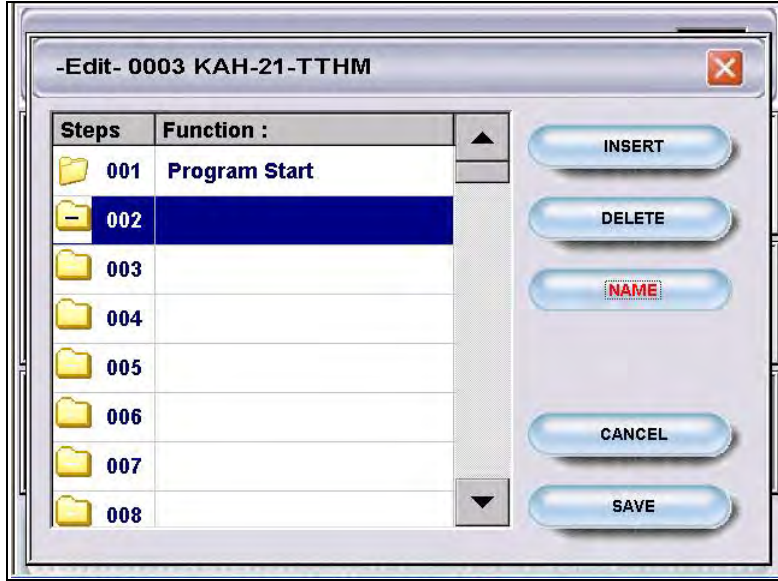 -Edit- 0003 KAH-21-TTHM
Steps Function :
001 Program Start
002
003
004
005
006
007
008
INSERT
DELETE
NAME
CANCEL
SAVE